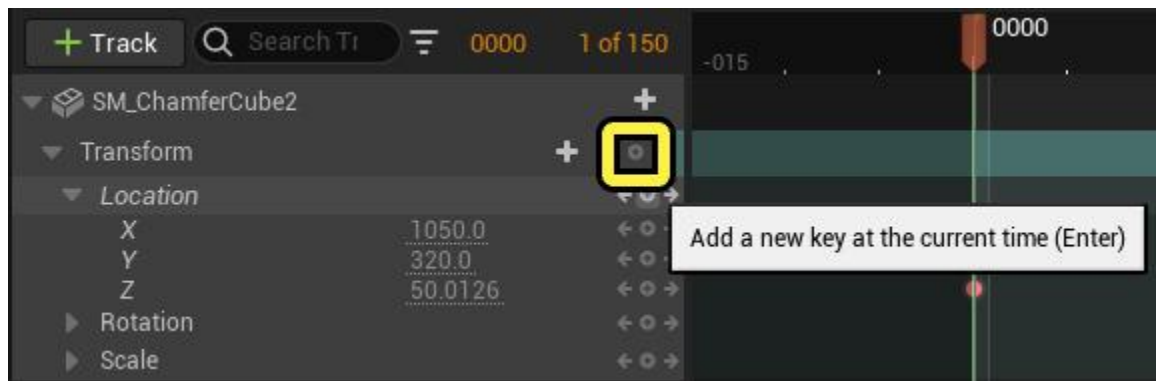 + Track Search Tr 0000 1 of 150
-015 0000
SM_ChamferCube2
Transform
Location
X 1050.0
Y 320.0
Z 50.0126
Rotation
Scale
Add a new key at the current time (Enter)